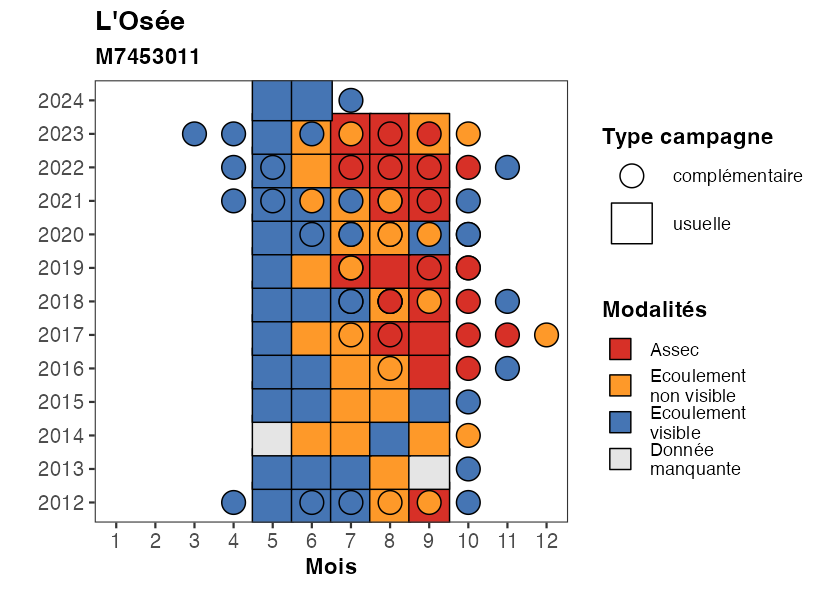 L'Osée
M7453011
2024
2023
2022
2021
2020
2019
2018
2017
2016
2015
2014
2013
2012
1 2 3 4 5 6 7 8 9 10 11 12
Mois
Type campagne
complémentaire
usuelle
Modalités
Assec
Ecoulement
non visible
Ecoulement
visible
Donnée
manquante